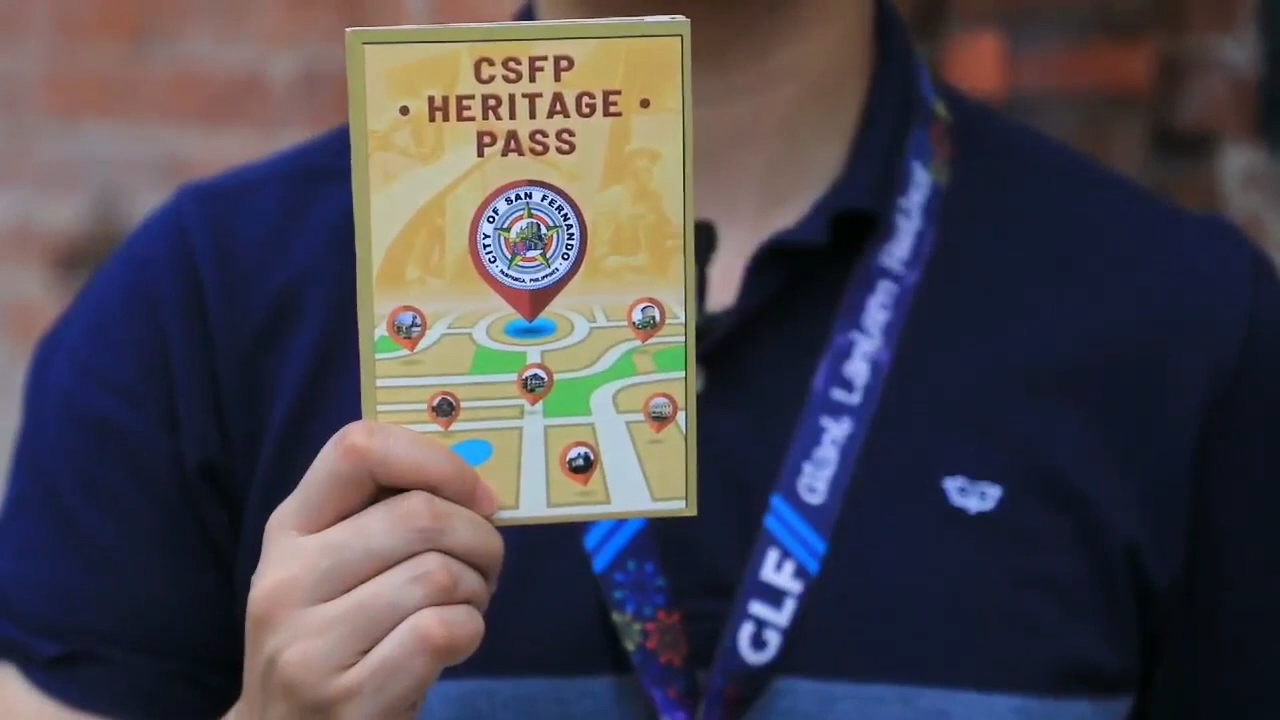 CSFP
• HERITAGE •
PASS
CITY OF SAN FERNANDO
• PAMPANGA, PHILIPPINES •
GLF // Giant Lantern Festival